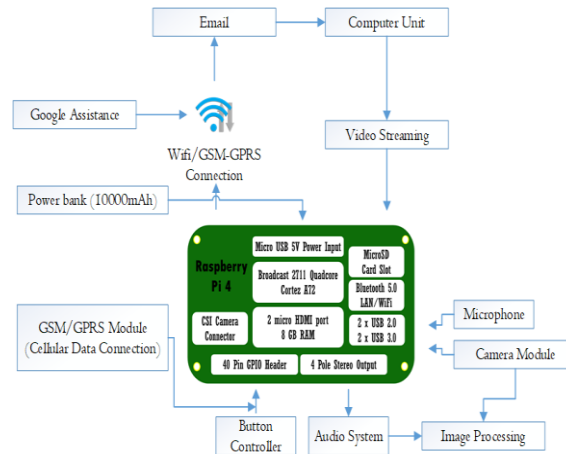 Email
Computer Unit
Google Assistance
Video Streaming
Wifi/GSM-GPRS
Connection
Power bank (10000mAh)
Raspberry
Pi 4
Micro USB 5V Power Input
MicroSD
Card Slot
Broadcast 2711 Quadcore
Cortex A72
Bluetooth 5.0
LAN/WiFi
CSI Camera
Connector
2 micro HDMI port
8 GB RAM
2 x USB 2.0
2 x USB 3.0
40 Pin GPIO Header
4 Pole Stereo Output
GSM/GPRS Module
(Cellular Data Connection)
Microphone
Camera Module
Button
Controller
Audio System
Image Processing